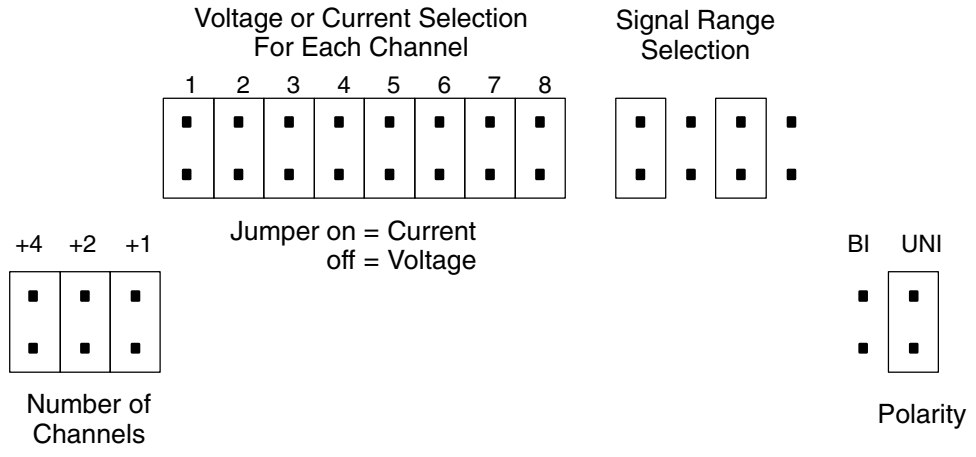 Voltage or Current Selection
For Each Channel
Signal Range
Selection
1 2 3 4 5 6 7 8
Jumper on = Current
off = Voltage
+4 +2 +1
BI UNI
Number of
Channels
Polarity